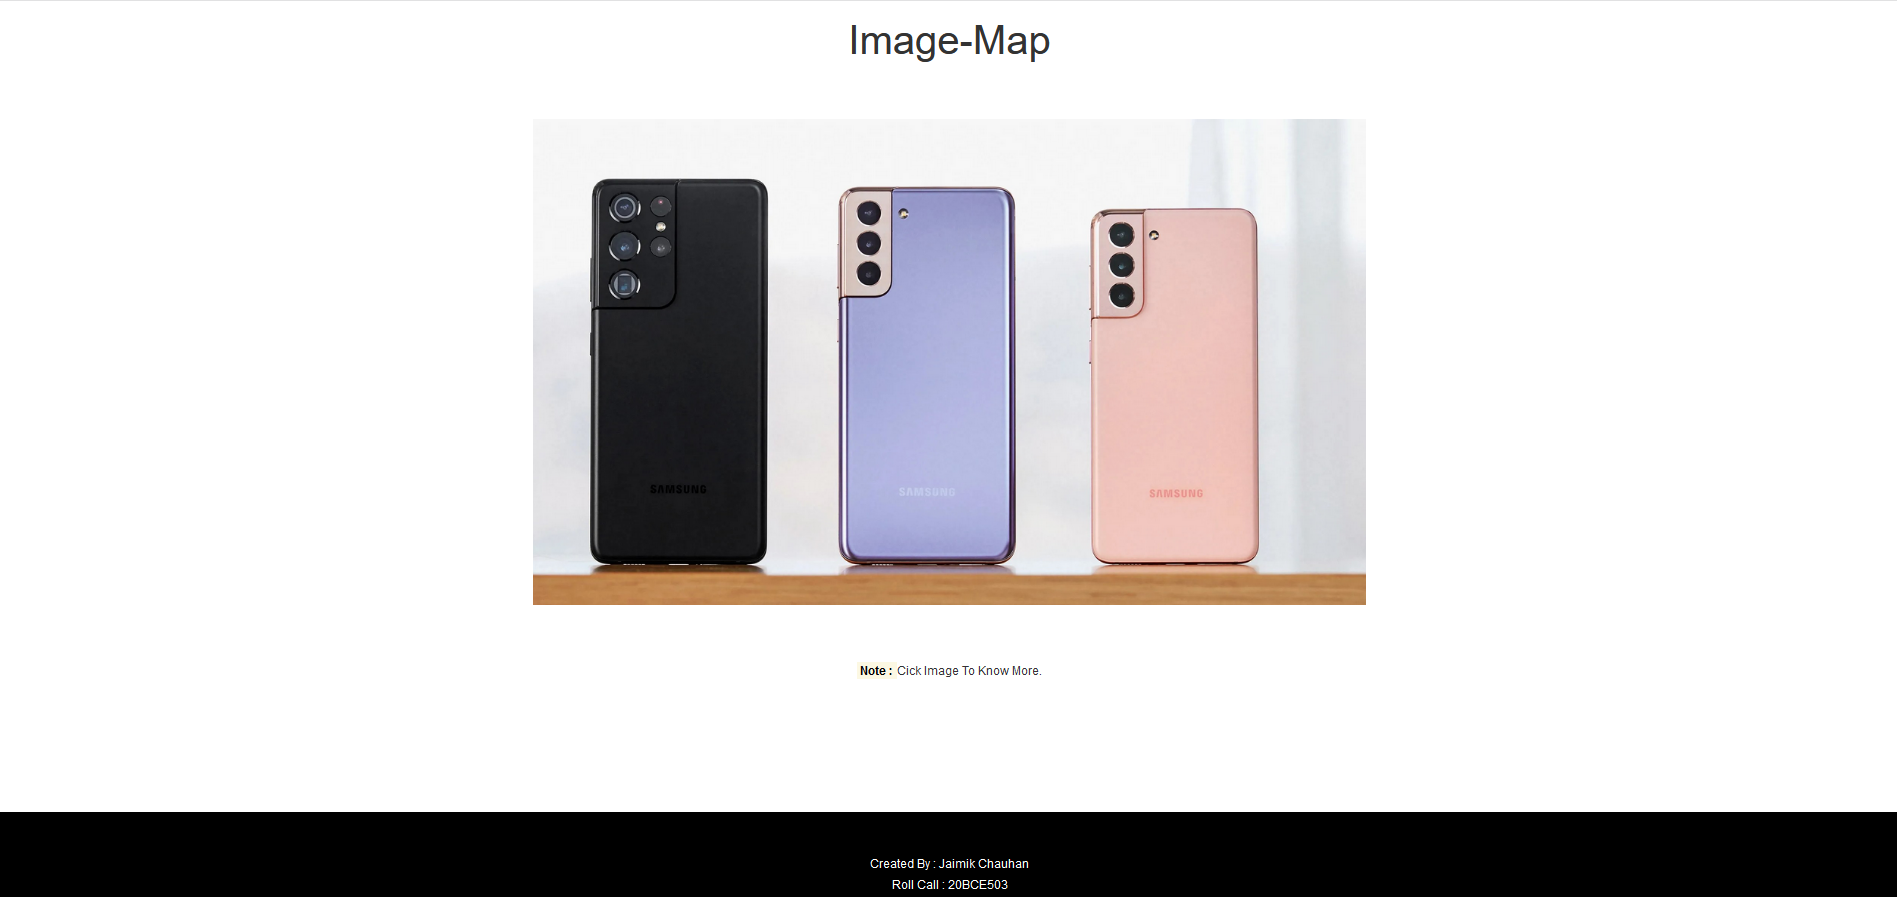 Image-Map
SAMSUNG
SAMSUNG
SAMSUNG
Note : Cick Image To Know More.
Created By : Jaimik Chauhan
Roll Call : 20BCE503